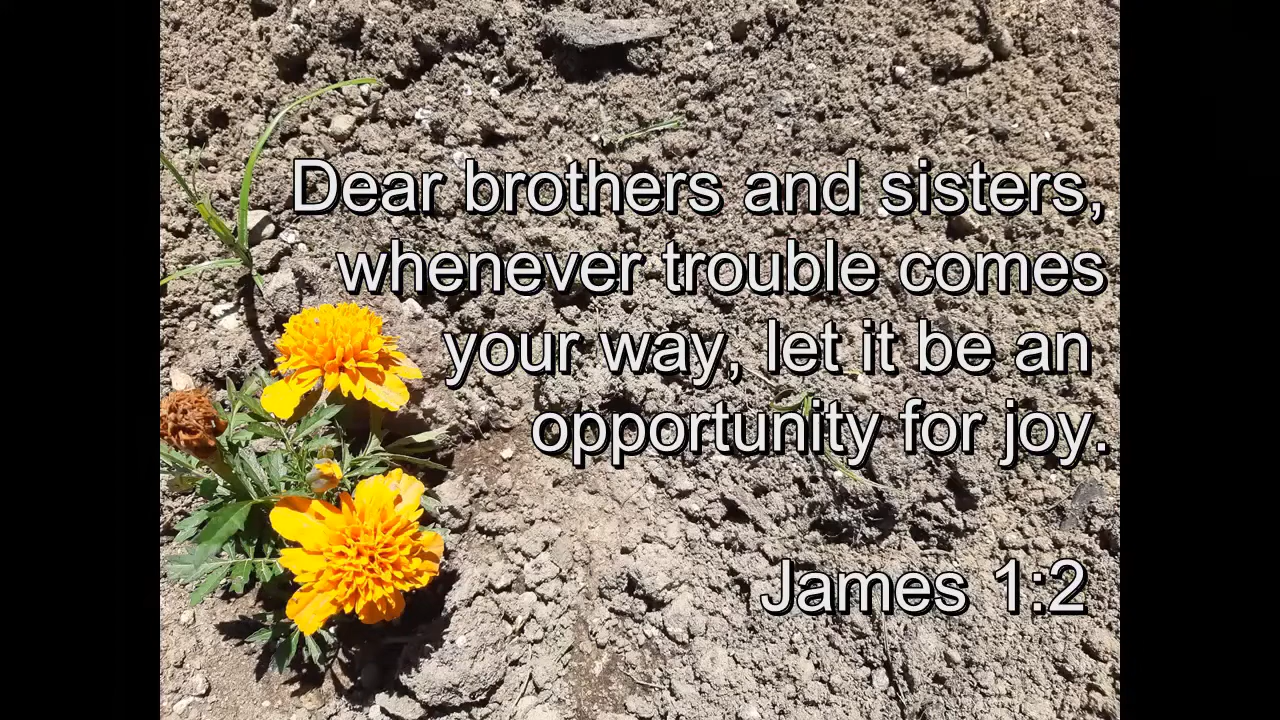 Dear brothers and sisters,
whenever trouble comes
your way, let it be an
opportunity for joy.
James 1:2